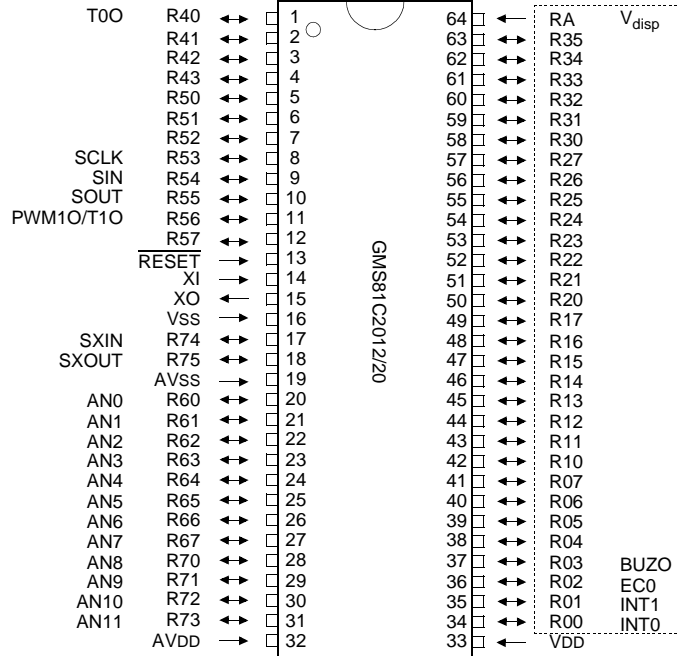 T0O R40 1 64 RA Vdisp
R41 2 63 R35
R42 3 62 R34
R43 4 61 R33
R50 5 60 R32
R51 6 59 R31
R52 7 58 R30
SCLK R53 8 57 R27
SIN R54 9 56 R26
SOUT R55 10 55 R25
PWM1O/T1O R56 11 54 R24
R57 12 53 R23
RESET 13 52 R22
XI 14 51 R21
XO 15 50 R20
VSS 16 49 R17
SXIN R74 17 48 R16
SXOUT R75 18 47 R15
AVSS 19 46 R14
AN0 R60 20 45 R13
AN1 R61 21 44 R12
AN2 R62 22 43 R11
AN3 R63 23 42 R10
AN4 R64 24 41 R07
AN5 R65 25 40 R06
AN6 R66 26 39 R05
AN7 R67 27 38 R04
AN8 R70 28 37 R03 BUZO
AN9 R71 29 36 R02 EC0
AN10 R72 30 35 R01 INT1
AN11 R73 31 34 R00 INT0
AVDD 32 33 VDD
GMS81C2012/20